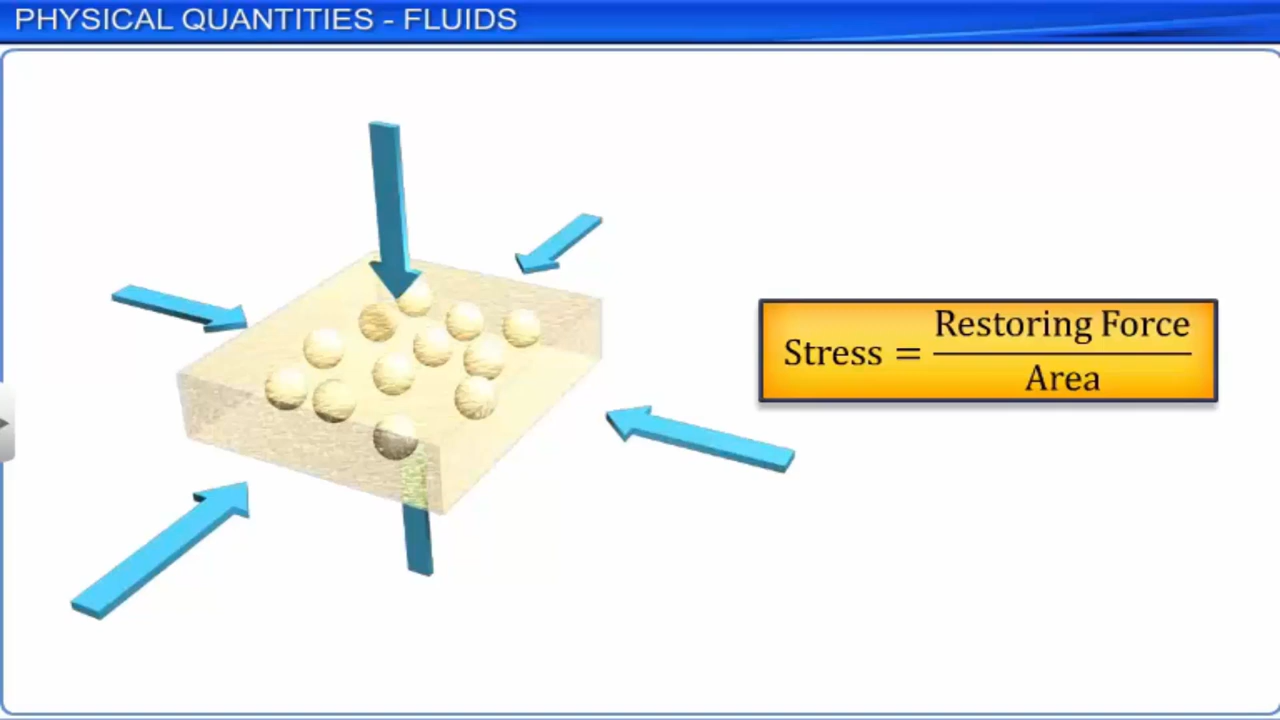 PHYSICAL QUANTITIES - FLUIDS
Stress = Restoring Force
Area